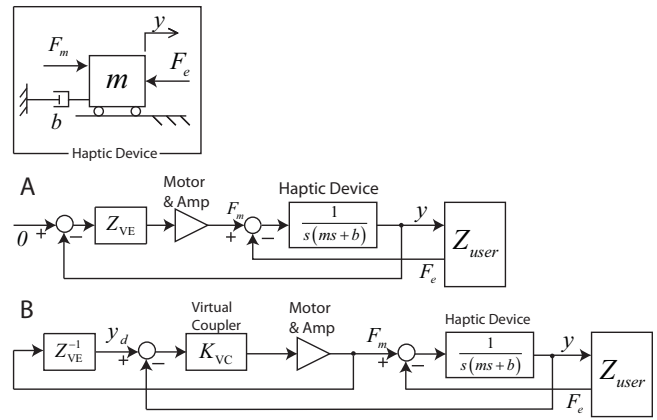 y
F_m
F_e
m
b
Haptic Device
A
Motor
& Amp
Haptic Device
0 + − Z_VE F_m + − 1 / s(ms+b) y Z_user
F_e
B
Virtual
Coupler
Motor
& Amp
Haptic Device
Z_VE^{-1} y_d + − K_VC F_m + − 1 / s(ms+b) y Z_user
F_e